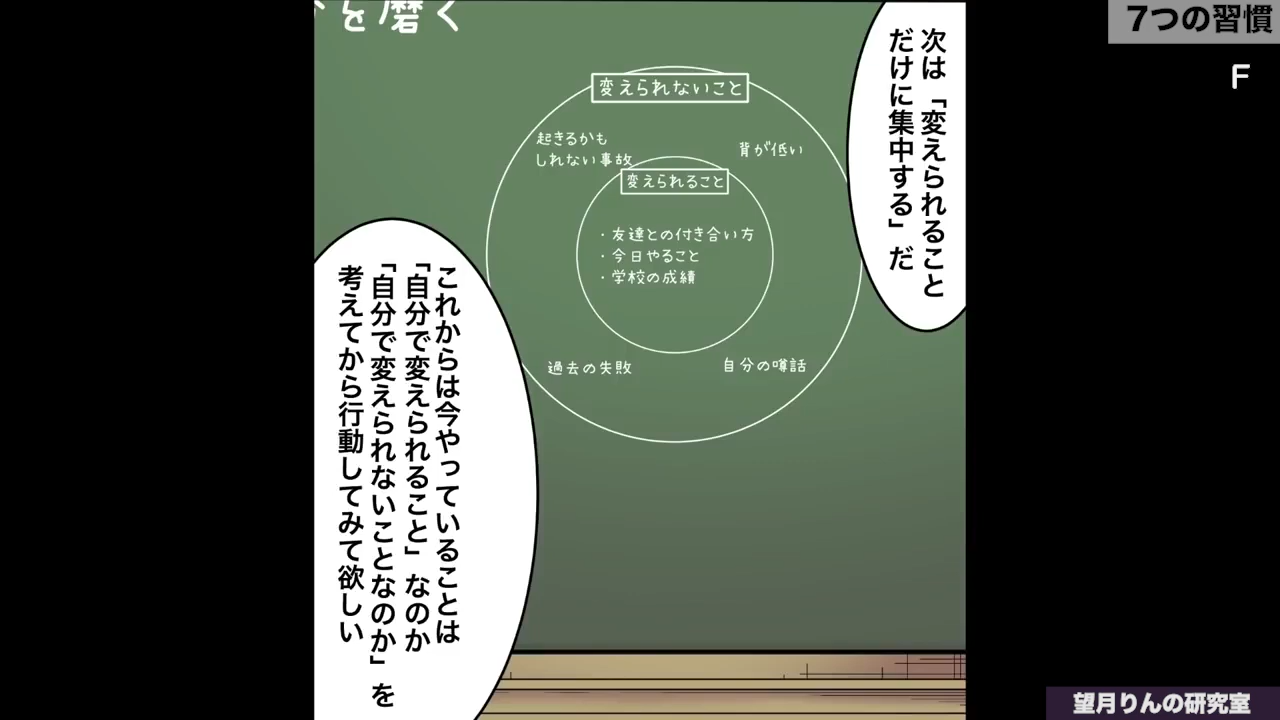 7つの習慣
F
を磨く
次は「変えられること
だけに集中する」だ
変えられないこと
起きるかも
しれない事故
背が低い
変えられること
・友達との付き合い方
・今日やること
・学校の成績
過去の失敗
自分の噂話
これからは今やっていることは
「自分で変えられること」なのか
「自分で変えられないことなのか」を
考えてから行動してみて欲しい
望月りんの研究室